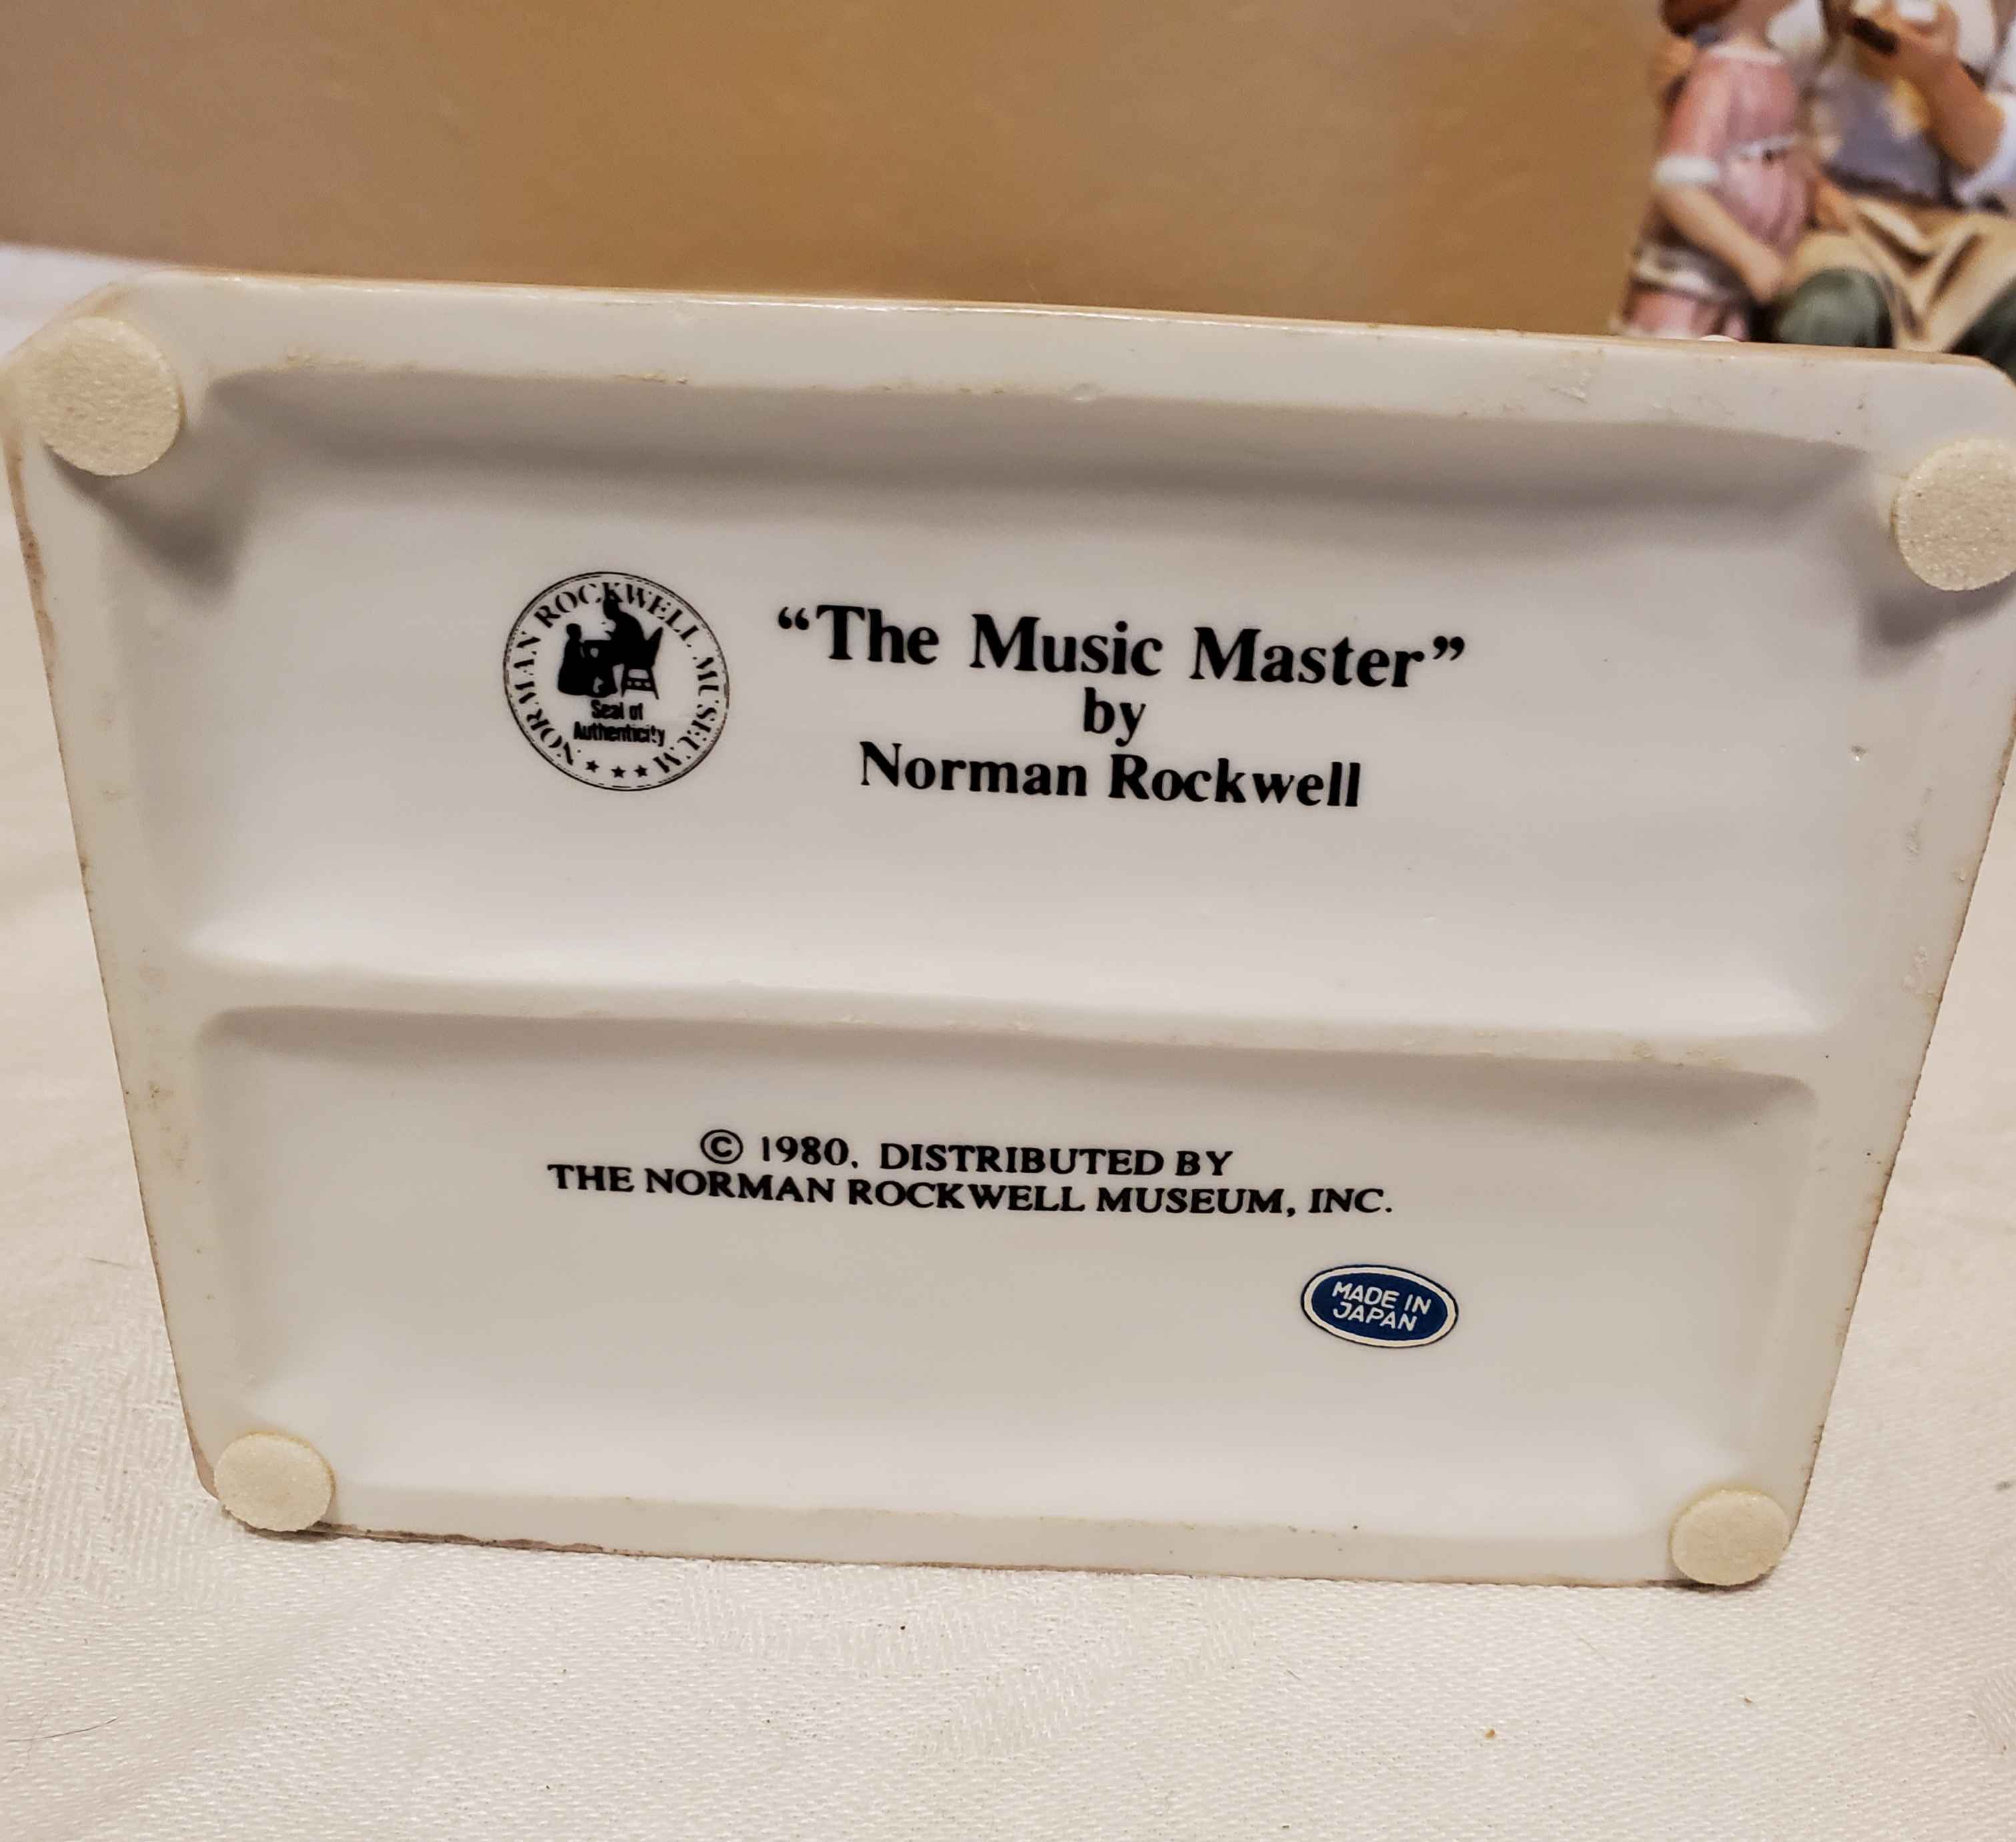 NORMAN ROCKWELL MUSEUM
Seal of
Authenticity
“The Music Master”
by
Norman Rockwell
© 1980. DISTRIBUTED BY
THE NORMAN ROCKWELL MUSEUM, INC.
MADE IN
JAPAN